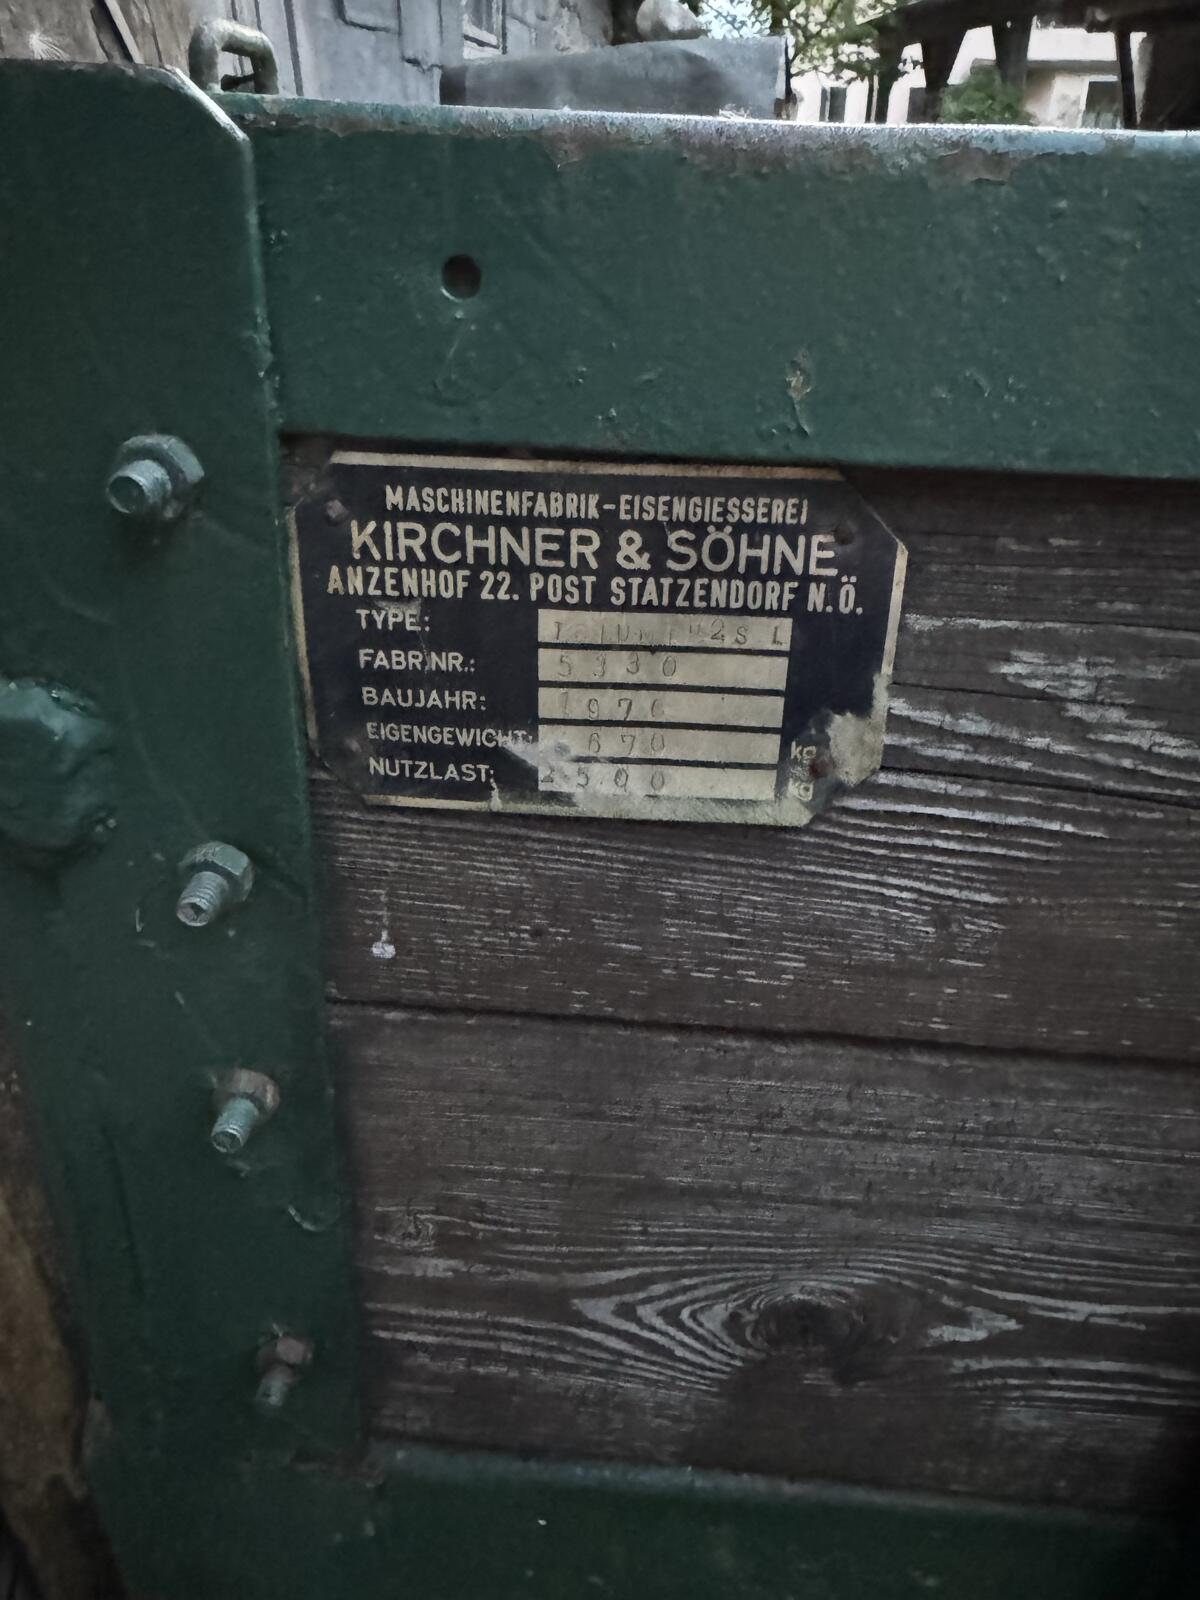 MASCHINENFABRIK-EISENGIESSEREI
KIRCHNER & SÖHNE
ANZENHOF 22. POST STATZENDORF N.Ö.
TYPE:
FABR.NR.: 5330
BAUJAHR: 1976
EIGENGEWICHT: 670 kg
NUTZLAST: 2500 kg